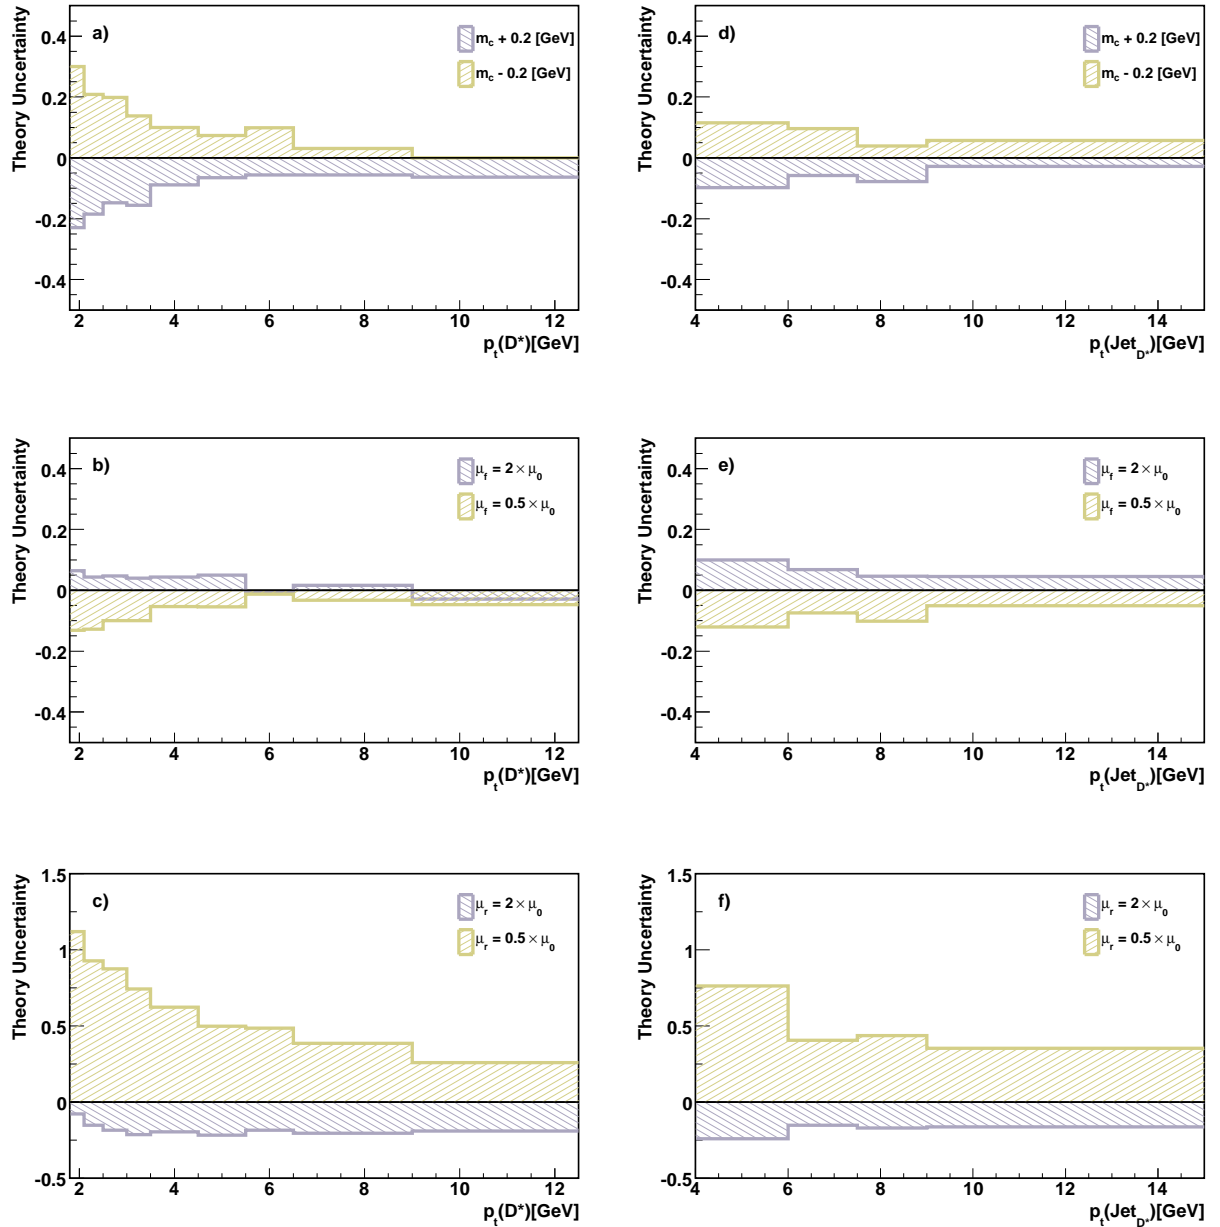 Theory Uncertainty
a)
m_c + 0.2 [GeV]
m_c - 0.2 [GeV]
0.4
0.2
0
-0.2
-0.4
2 4 6 8 10 12
p_t(D*)[GeV]
Theory Uncertainty
d)
m_c + 0.2 [GeV]
m_c - 0.2 [GeV]
0.4
0.2
0
-0.2
-0.4
4 6 8 10 12 14
p_t(Jet_D*)[GeV]
Theory Uncertainty
b)
μ_f = 2 × μ_0
μ_f = 0.5 × μ_0
0.4
0.2
0
-0.2
-0.4
2 4 6 8 10 12
p_t(D*)[GeV]
Theory Uncertainty
e)
μ_f = 2 × μ_0
μ_f = 0.5 × μ_0
0.4
0.2
0
-0.2
-0.4
4 6 8 10 12 14
p_t(Jet_D*)[GeV]
Theory Uncertainty
c)
μ_r = 2 × μ_0
μ_r = 0.5 × μ_0
1.5
1
0.5
0
-0.5
2 4 6 8 10 12
p_t(D*)[GeV]
Theory Uncertainty
f)
μ_r = 2 × μ_0
μ_r = 0.5 × μ_0
1.5
1
0.5
0
-0.5
4 6 8 10 12 14
p_t(Jet_D*)[GeV]